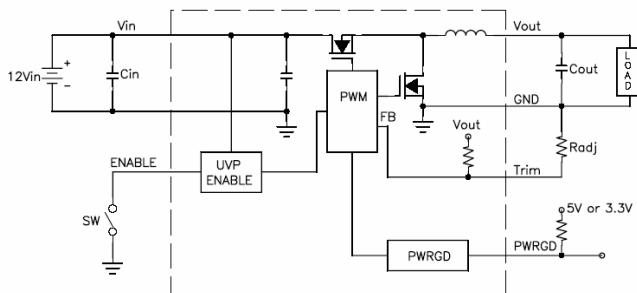 Vin
Vout
12Vin
+
−
Cin
Cout
LOAD
PWM
GND
FB
Vout
Radj
ENABLE
UVP
ENABLE
Trim
SW
5V or 3.3V
PWRGD
PWRGD